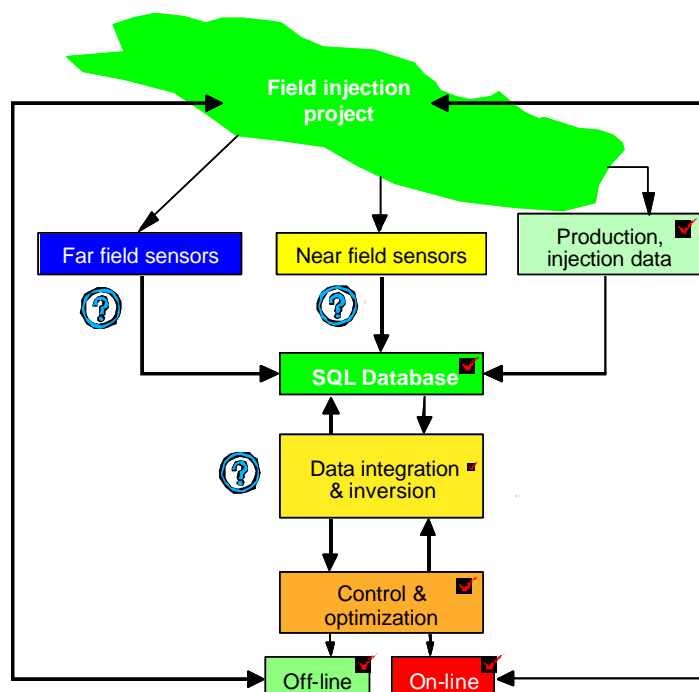 Field injection
project
Far field sensors
Near field sensors
Production,
injection data
?
?
SQL Database
?
Data integration
& inversion
Control &
optimization
Off-line
On-line